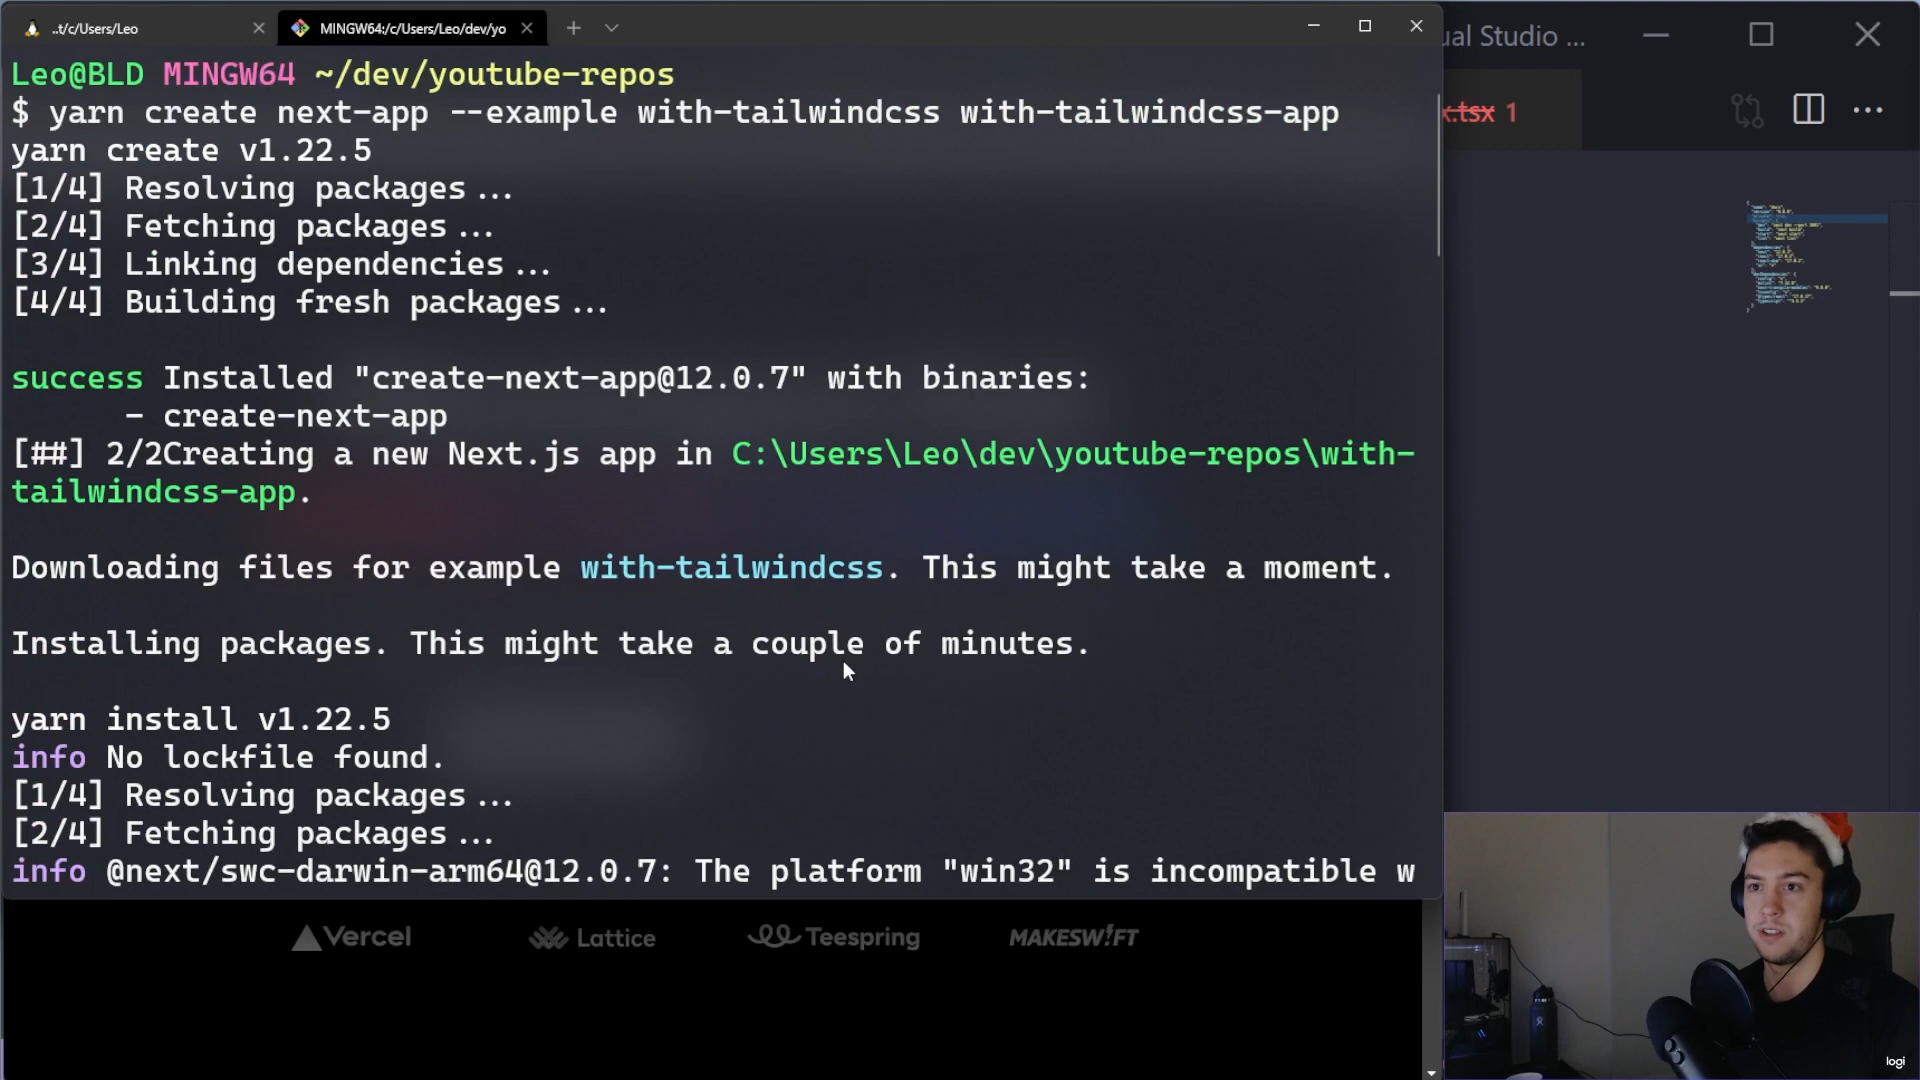 ..t/c/Users/Leo
MINGW64:/c/Users/Leo/dev/yo
ual Studio ...
Leo@BLD MINGW64 ~/dev/youtube-repos
$ yarn create next-app --example with-tailwindcss with-tailwindcss-app
x.tsx 1
yarn create v1.22.5
[1/4] Resolving packages...
[2/4] Fetching packages...
[3/4] Linking dependencies...
[4/4] Building fresh packages...
success Installed "create-next-app@12.0.7" with binaries:
- create-next-app
[##] 2/2Creating a new Next.js app in C:\Users\Leo\dev\youtube-repos\with-
tailwindcss-app.
Downloading files for example with-tailwindcss. This might take a moment.
Installing packages. This might take a couple of minutes.
yarn install v1.22.5
info No lockfile found.
[1/4] Resolving packages...
[2/4] Fetching packages...
info @next/swc-darwin-arm64@12.0.7: The platform "win32" is incompatible w
Vercel
Lattice
Teespring
MAKESWIFT
logi